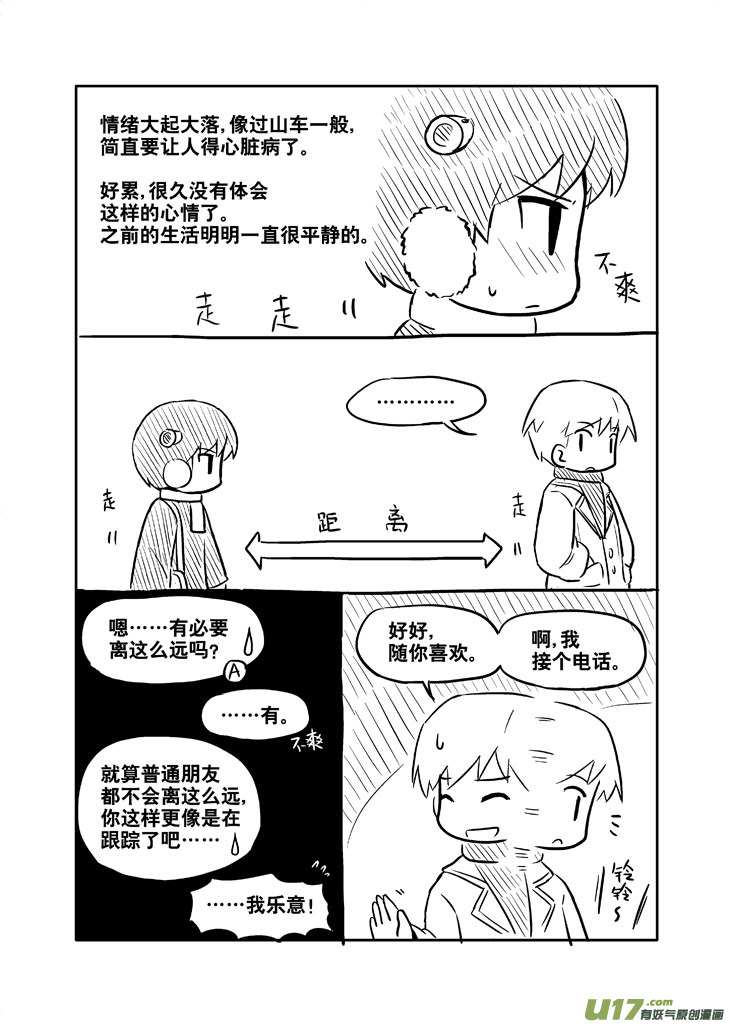 情绪大起大落，像过山车一般，
简直要让人得心脏病了。
好累，很久没有体会
这样的心情了。
之前的生活明明一直很平静的。
不爽
走 走
…………
走
距离
走
嗯……有必要
离这么远吗？
A
……有。
不爽
就算普通朋友
都不会离这么远，
你这样更像是在
跟踪了吧……
……我乐意！
好好，
随你喜欢。
啊，我
接个电话。
铃铃~
U17.com
有妖气原创漫画